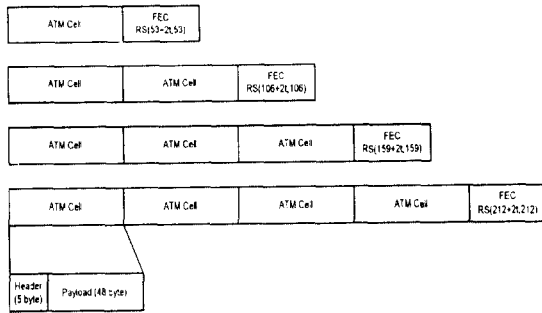 ATM Cell
FEC
RS(53+2t,53)
ATM Cell
ATM Cell
FEC
RS(106+2t,106)
ATM Cell
ATM Cell
ATM Cell
FEC
RS(159+2t,159)
ATM Cell
ATM Cell
ATM Cell
ATM Cell
FEC
RS(212+2t,212)
Header
(5 byte)
Payload (48 byte)